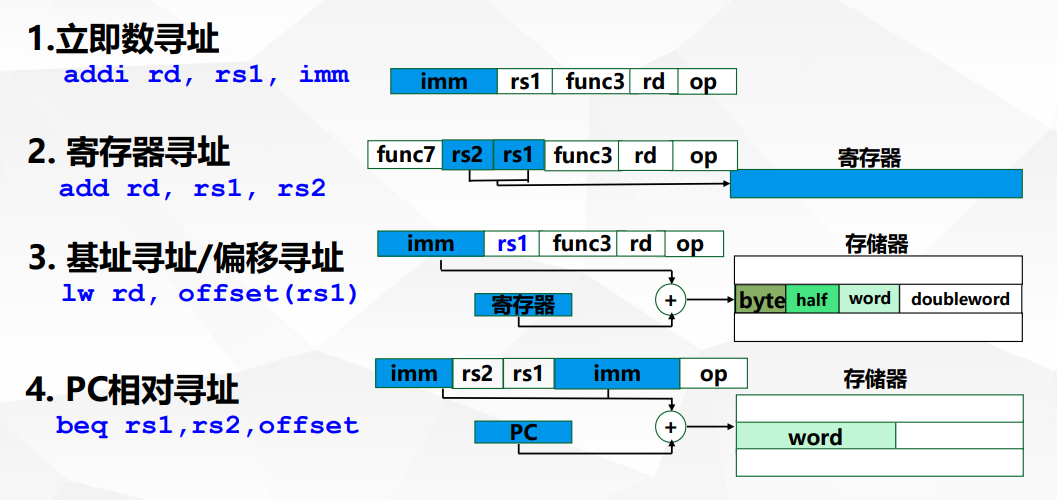 1.立即数寻址
addi rd, rs1, imm
imm rs1 func3 rd op
2. 寄存器寻址
add rd, rs1, rs2
func7 rs2 rs1 func3 rd op
寄存器
3. 基址寻址/偏移寻址
lw rd, offset(rs1)
imm rs1 func3 rd op
寄存器
+
存储器
byte half word doubleword
4. PC相对寻址
beq rs1,rs2,offset
imm rs2 rs1 imm op
PC
+
存储器
word